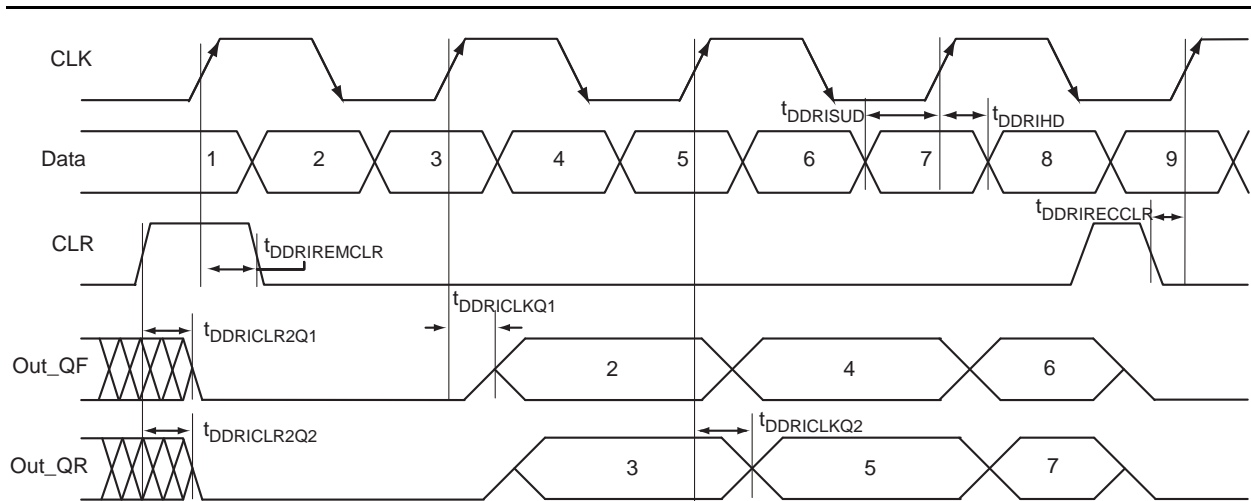 CLK
tDDRISUD
tDDRIHD
Data
1
2
3
4
5
6
7
8
9
tDDRIRECCLR
CLR
tDDRIREMCLR
tDDRICLKQ1
tDDRICLR2Q1
Out_QF
2
4
6
tDDRICLR2Q2
tDDRICLKQ2
Out_QR
3
5
7